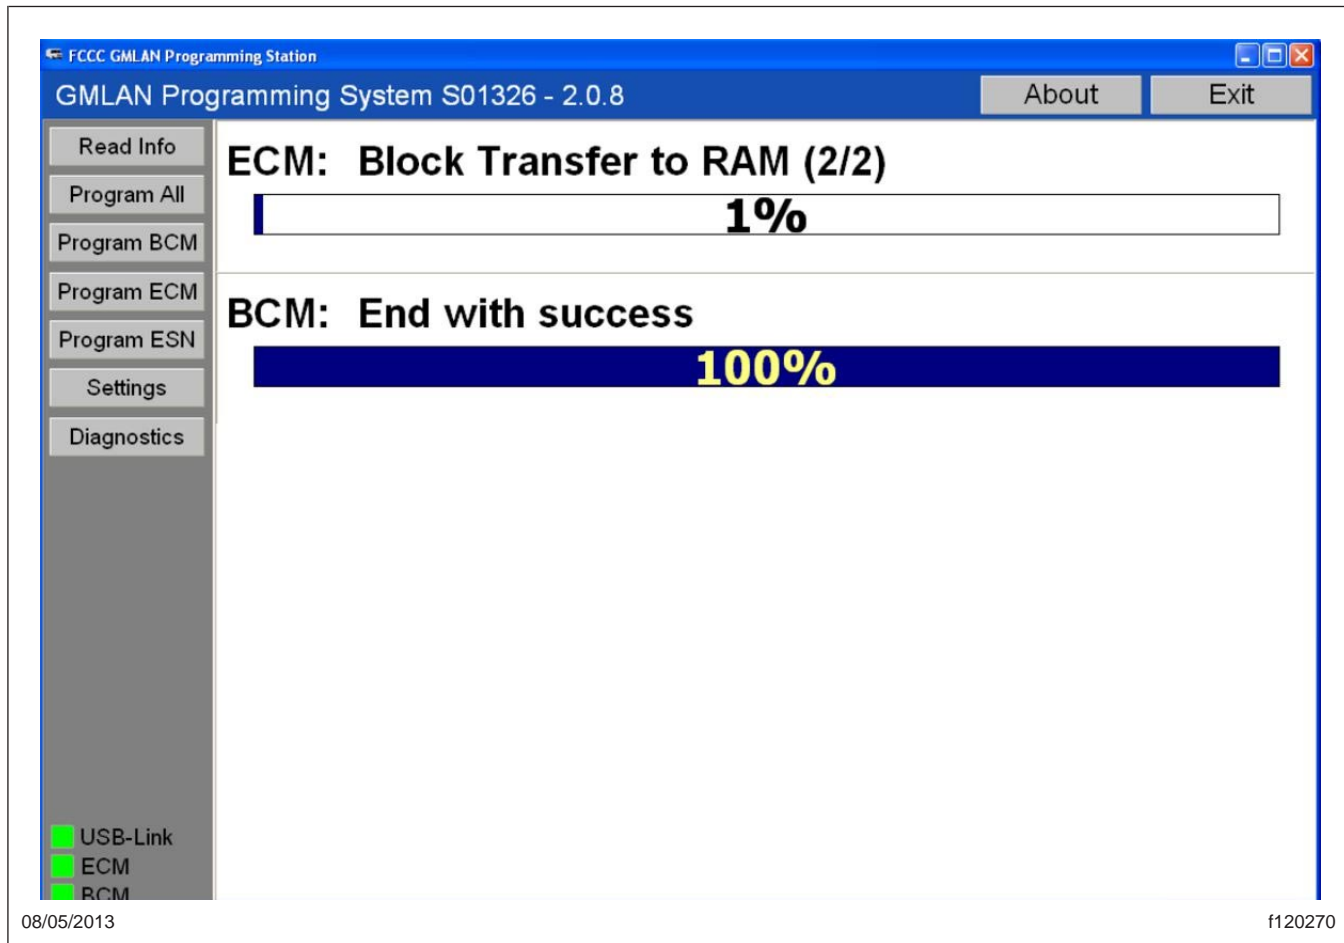 FCCC GMLAN Programming Station
GMLAN Programming System S01326 - 2.0.8
About
Exit
Read Info
Program All
Program BCM
Program ECM
Program ESN
Settings
Diagnostics
ECM: Block Transfer to RAM (2/2)
1%
BCM: End with success
100%
USB-Link
ECM
BCM
08/05/2013
f120270